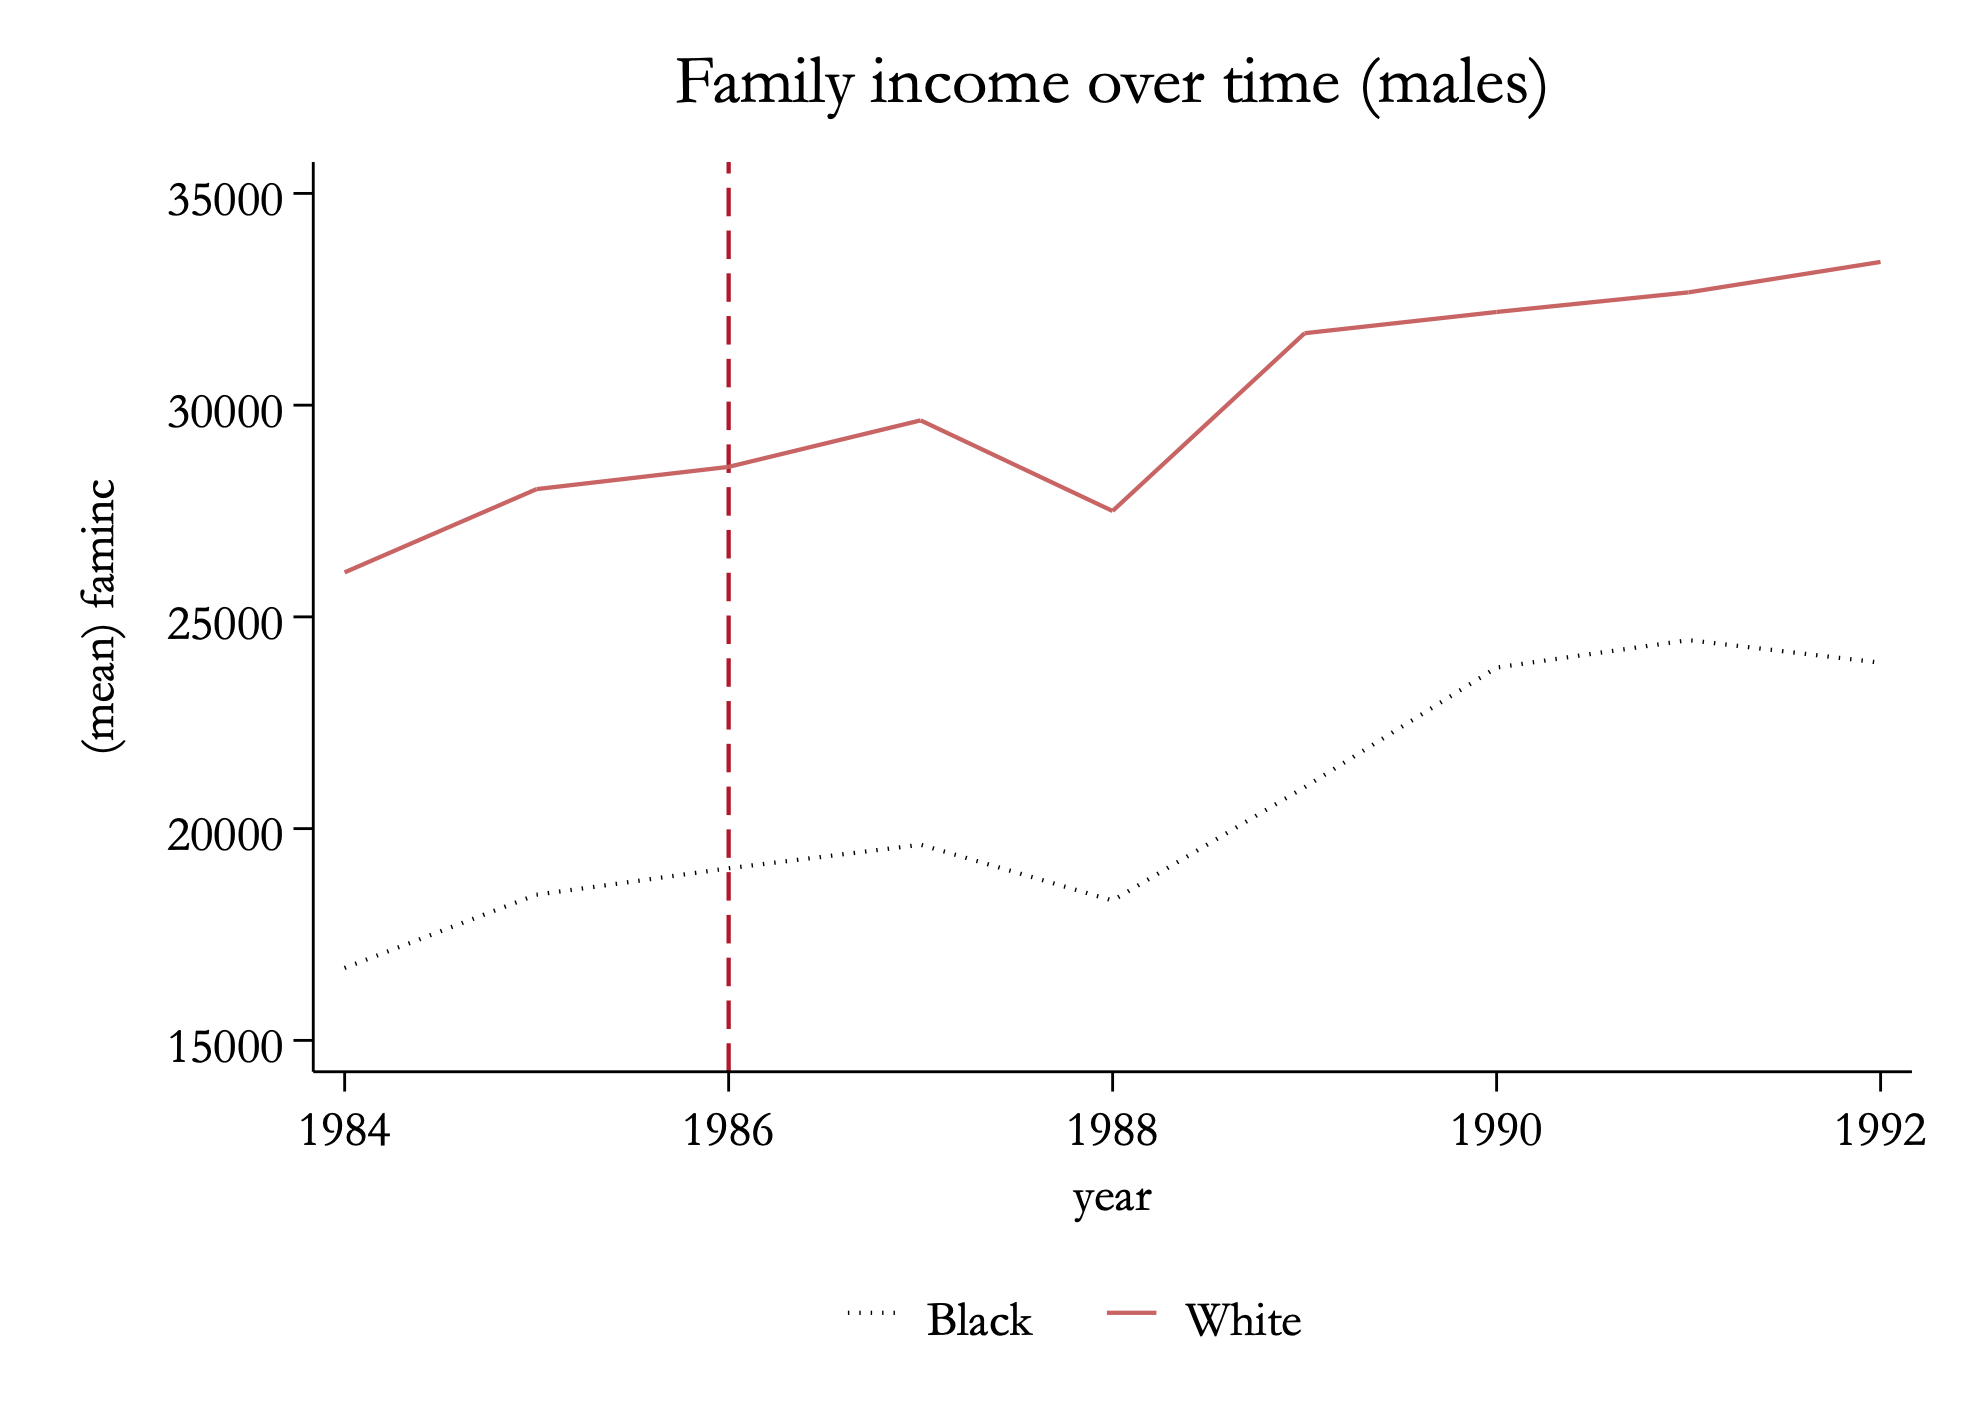 Family income over time (males)
(mean) faminc
35000
30000
25000
20000
15000
1984 1986 1988 1990 1992
year
Black White